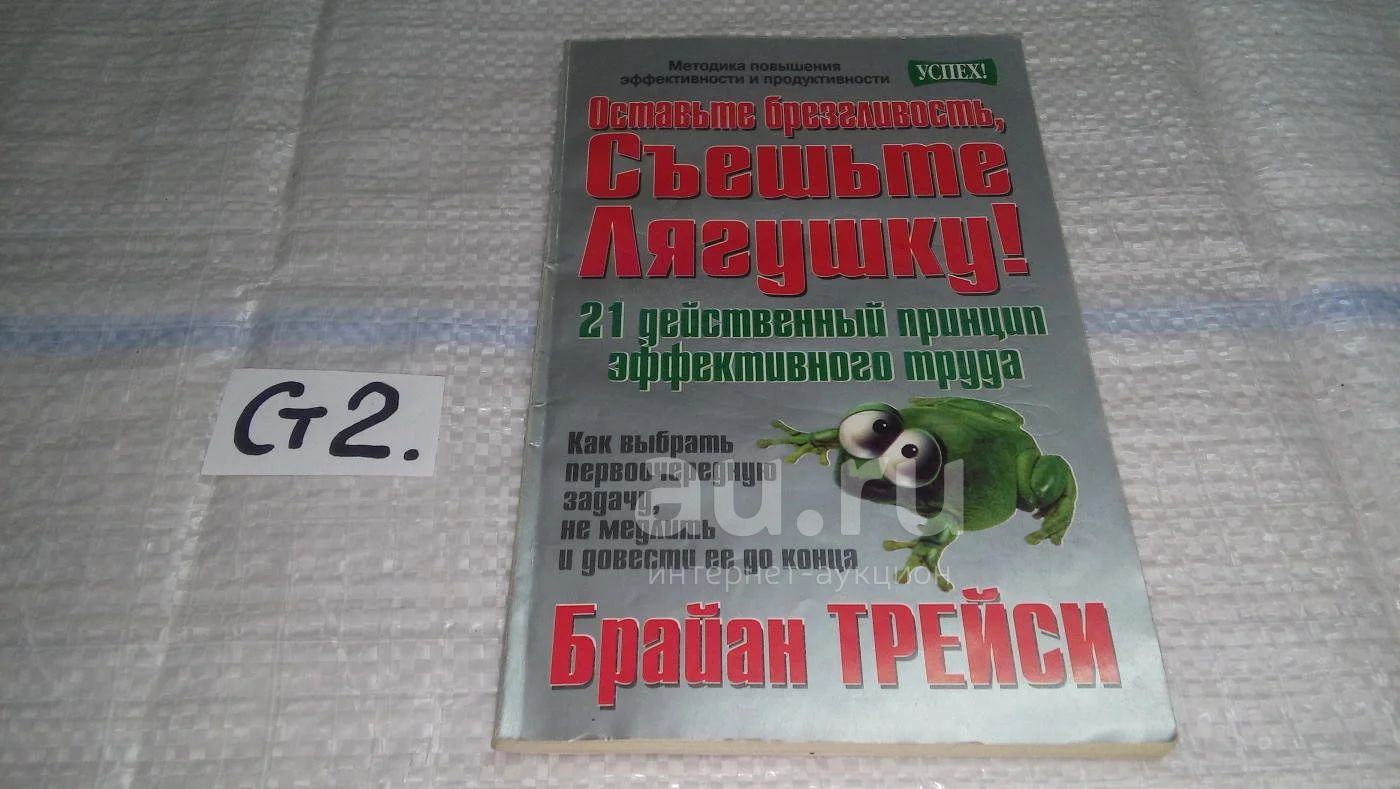 Методика повышения
эффективности и продуктивности
УСПЕХ!
Оставьте брезгливость,
Съешьте
Лягушку!
21 действенный принцип
эффективного труда
Как выбрать
первоочередную
задачу,
не медлить
и довести ее до конца
au.ru
интернет-аукцион
Брайан ТРЕЙСИ
Ст2.